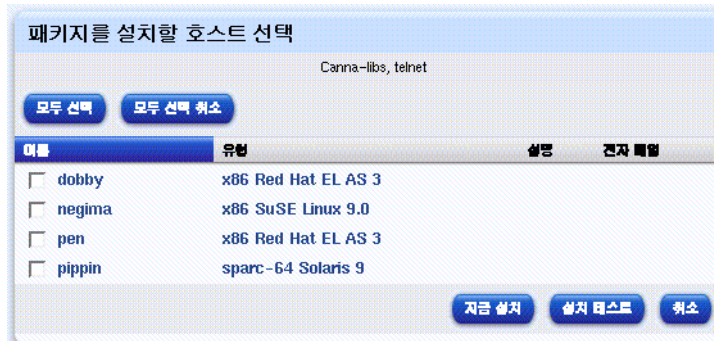 패키지를 설치할 호스트 선택
Canna-libs, telnet
모두 선택 모두 선택 취소
이름 유형 설명 전자 메일
dobby x86 Red Hat EL AS 3
negima x86 SuSE Linux 9.0
pen x86 Red Hat EL AS 3
pippin sparc-64 Solaris 9
지금 설치 설치 테스트 취소